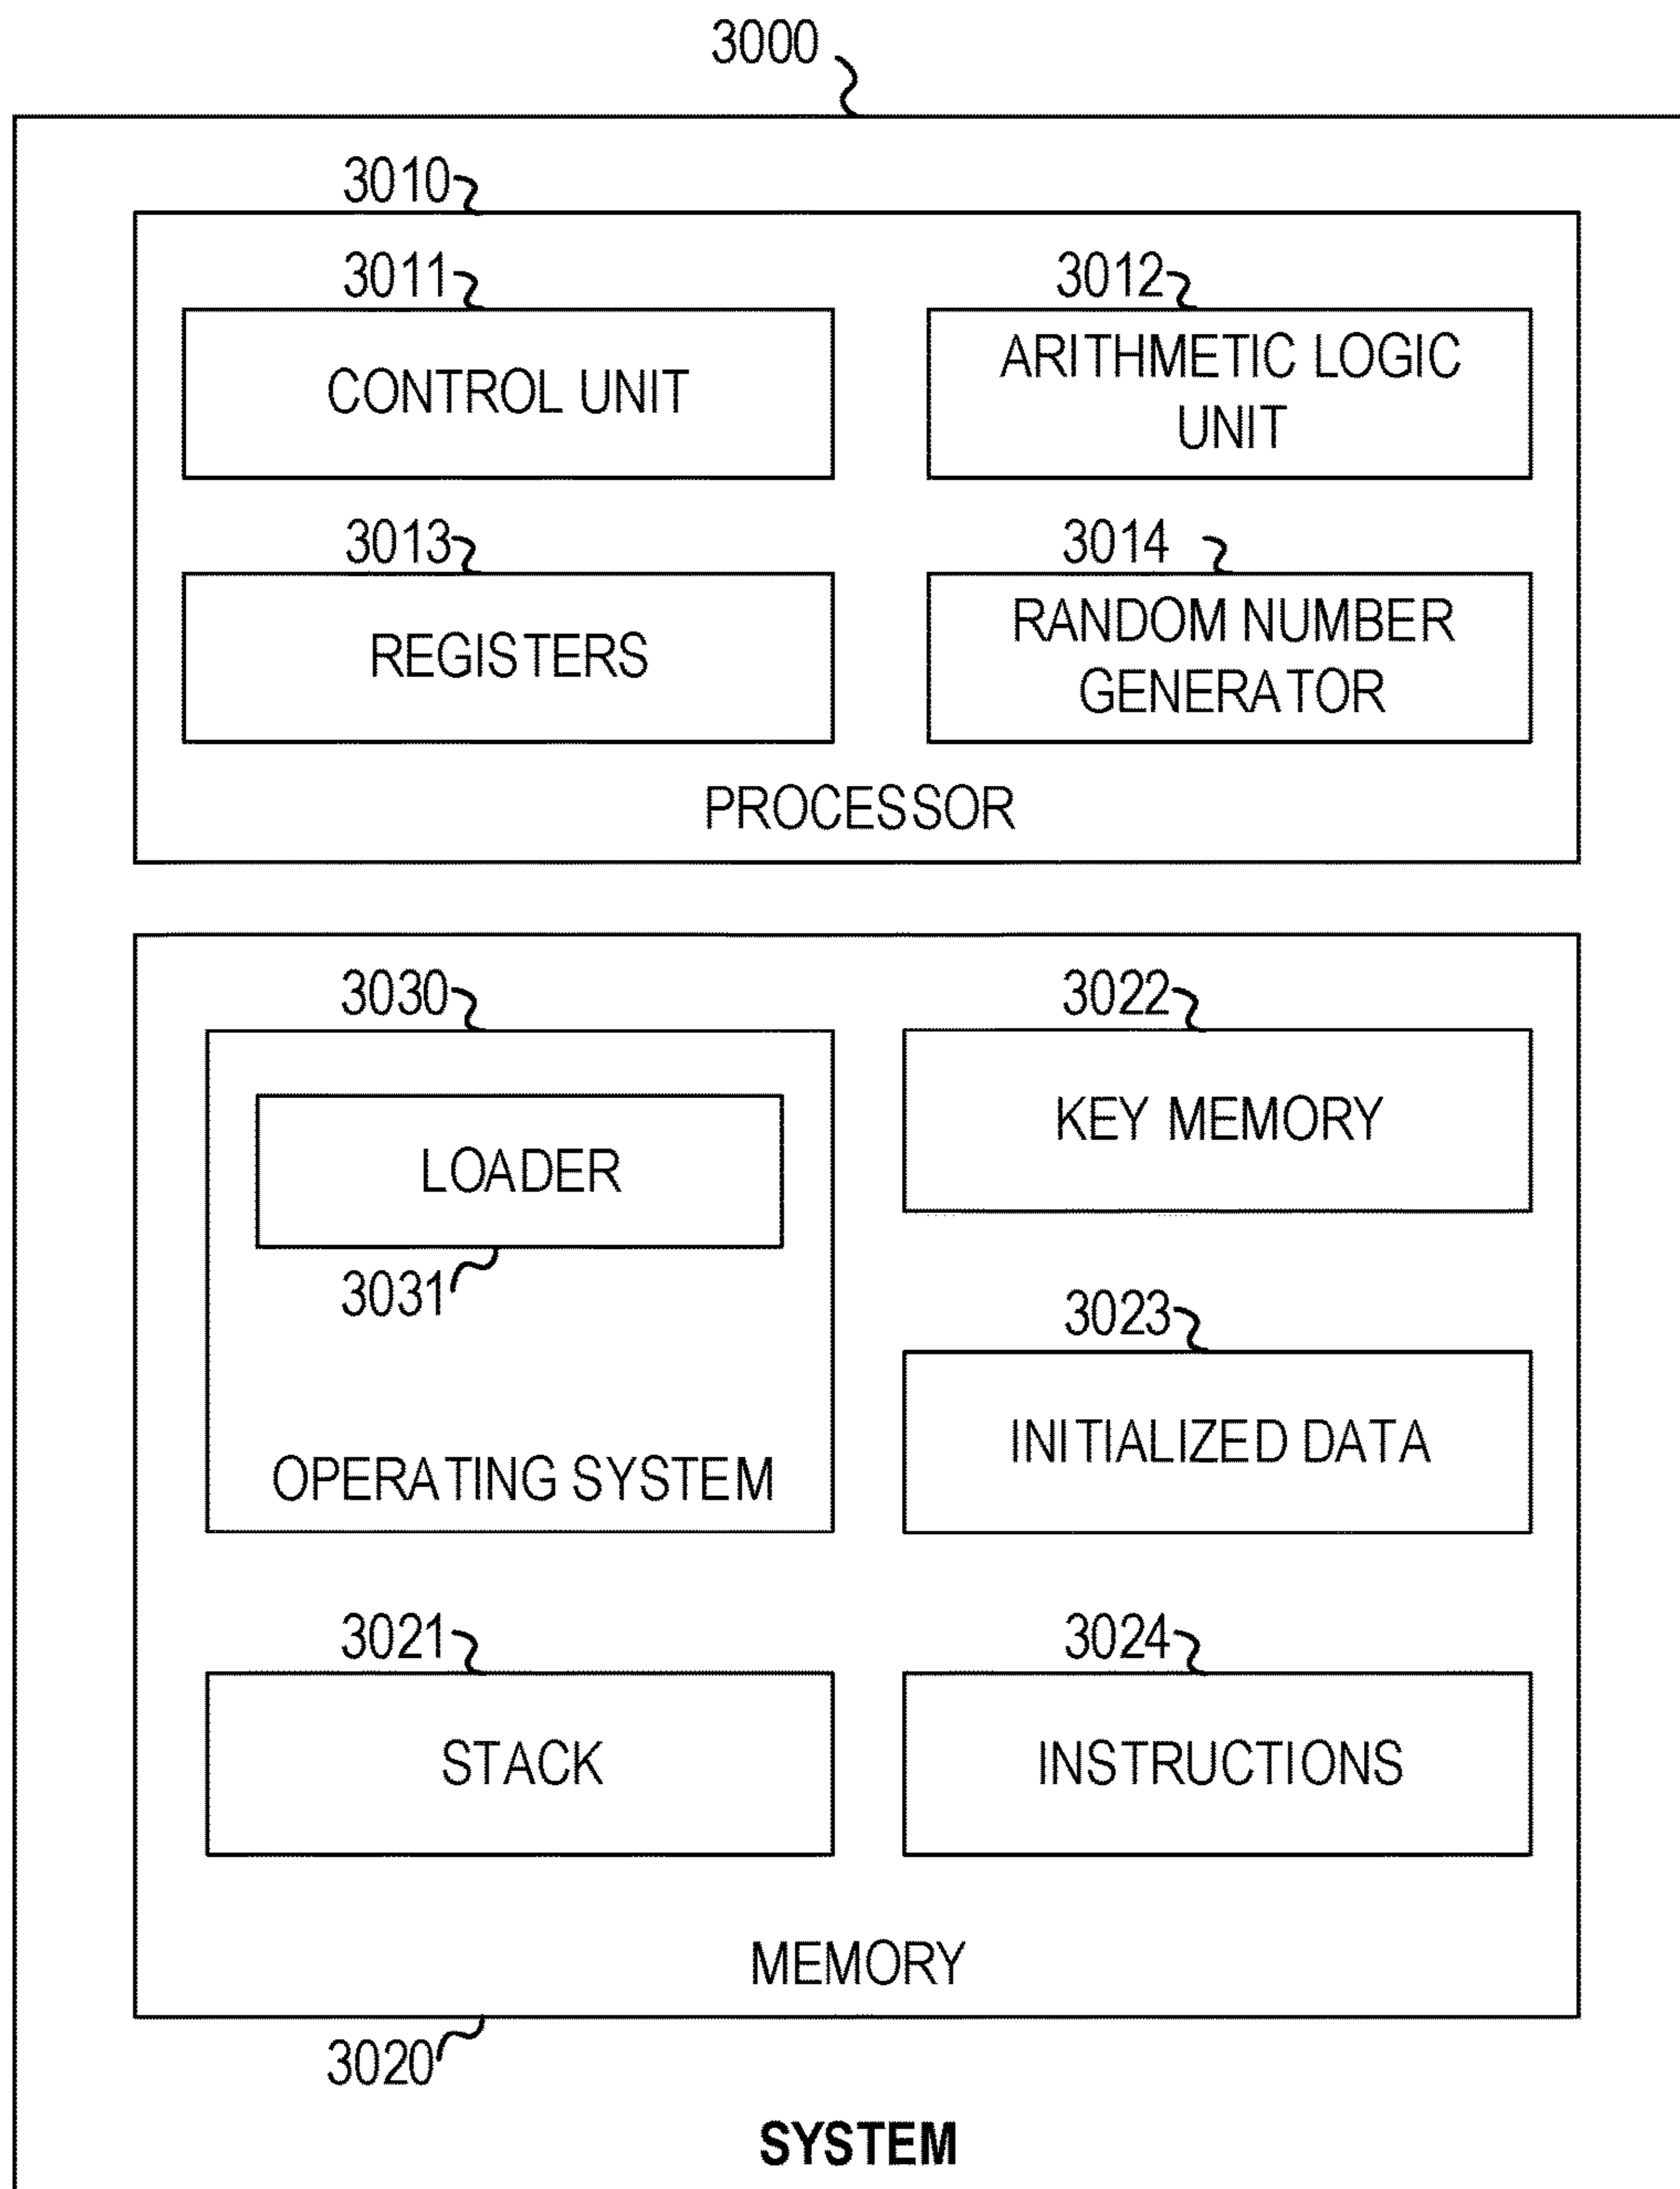 3000
3010
3011
3012
CONTROL UNIT
ARITHMETIC LOGIC
UNIT
3013
3014
REGISTERS
RANDOM NUMBER
GENERATOR
PROCESSOR
3030
3022
LOADER
KEY MEMORY
3031
3023
OPERATING SYSTEM
INITIALIZED DATA
3021
3024
STACK
INSTRUCTIONS
MEMORY
3020
SYSTEM